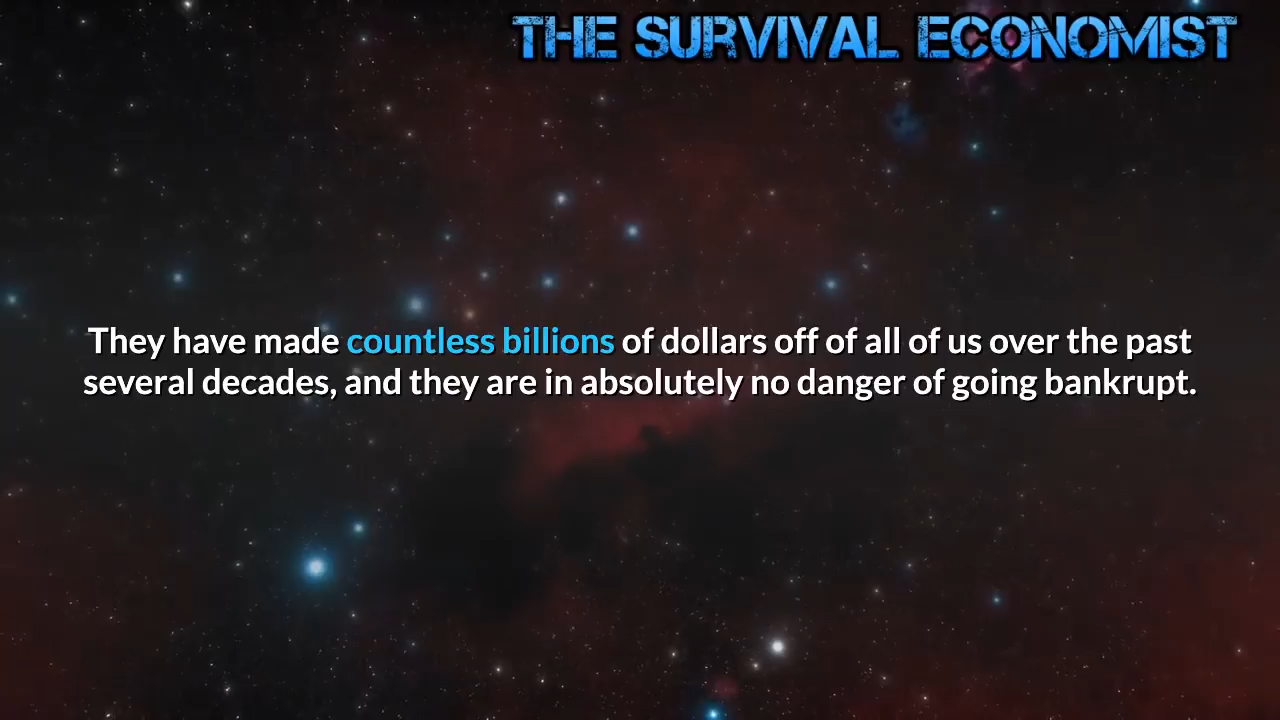 THE SURVIVAL ECONOMIST
They have made countless billions of dollars off of all of us over the past
several decades, and they are in absolutely no danger of going bankrupt.